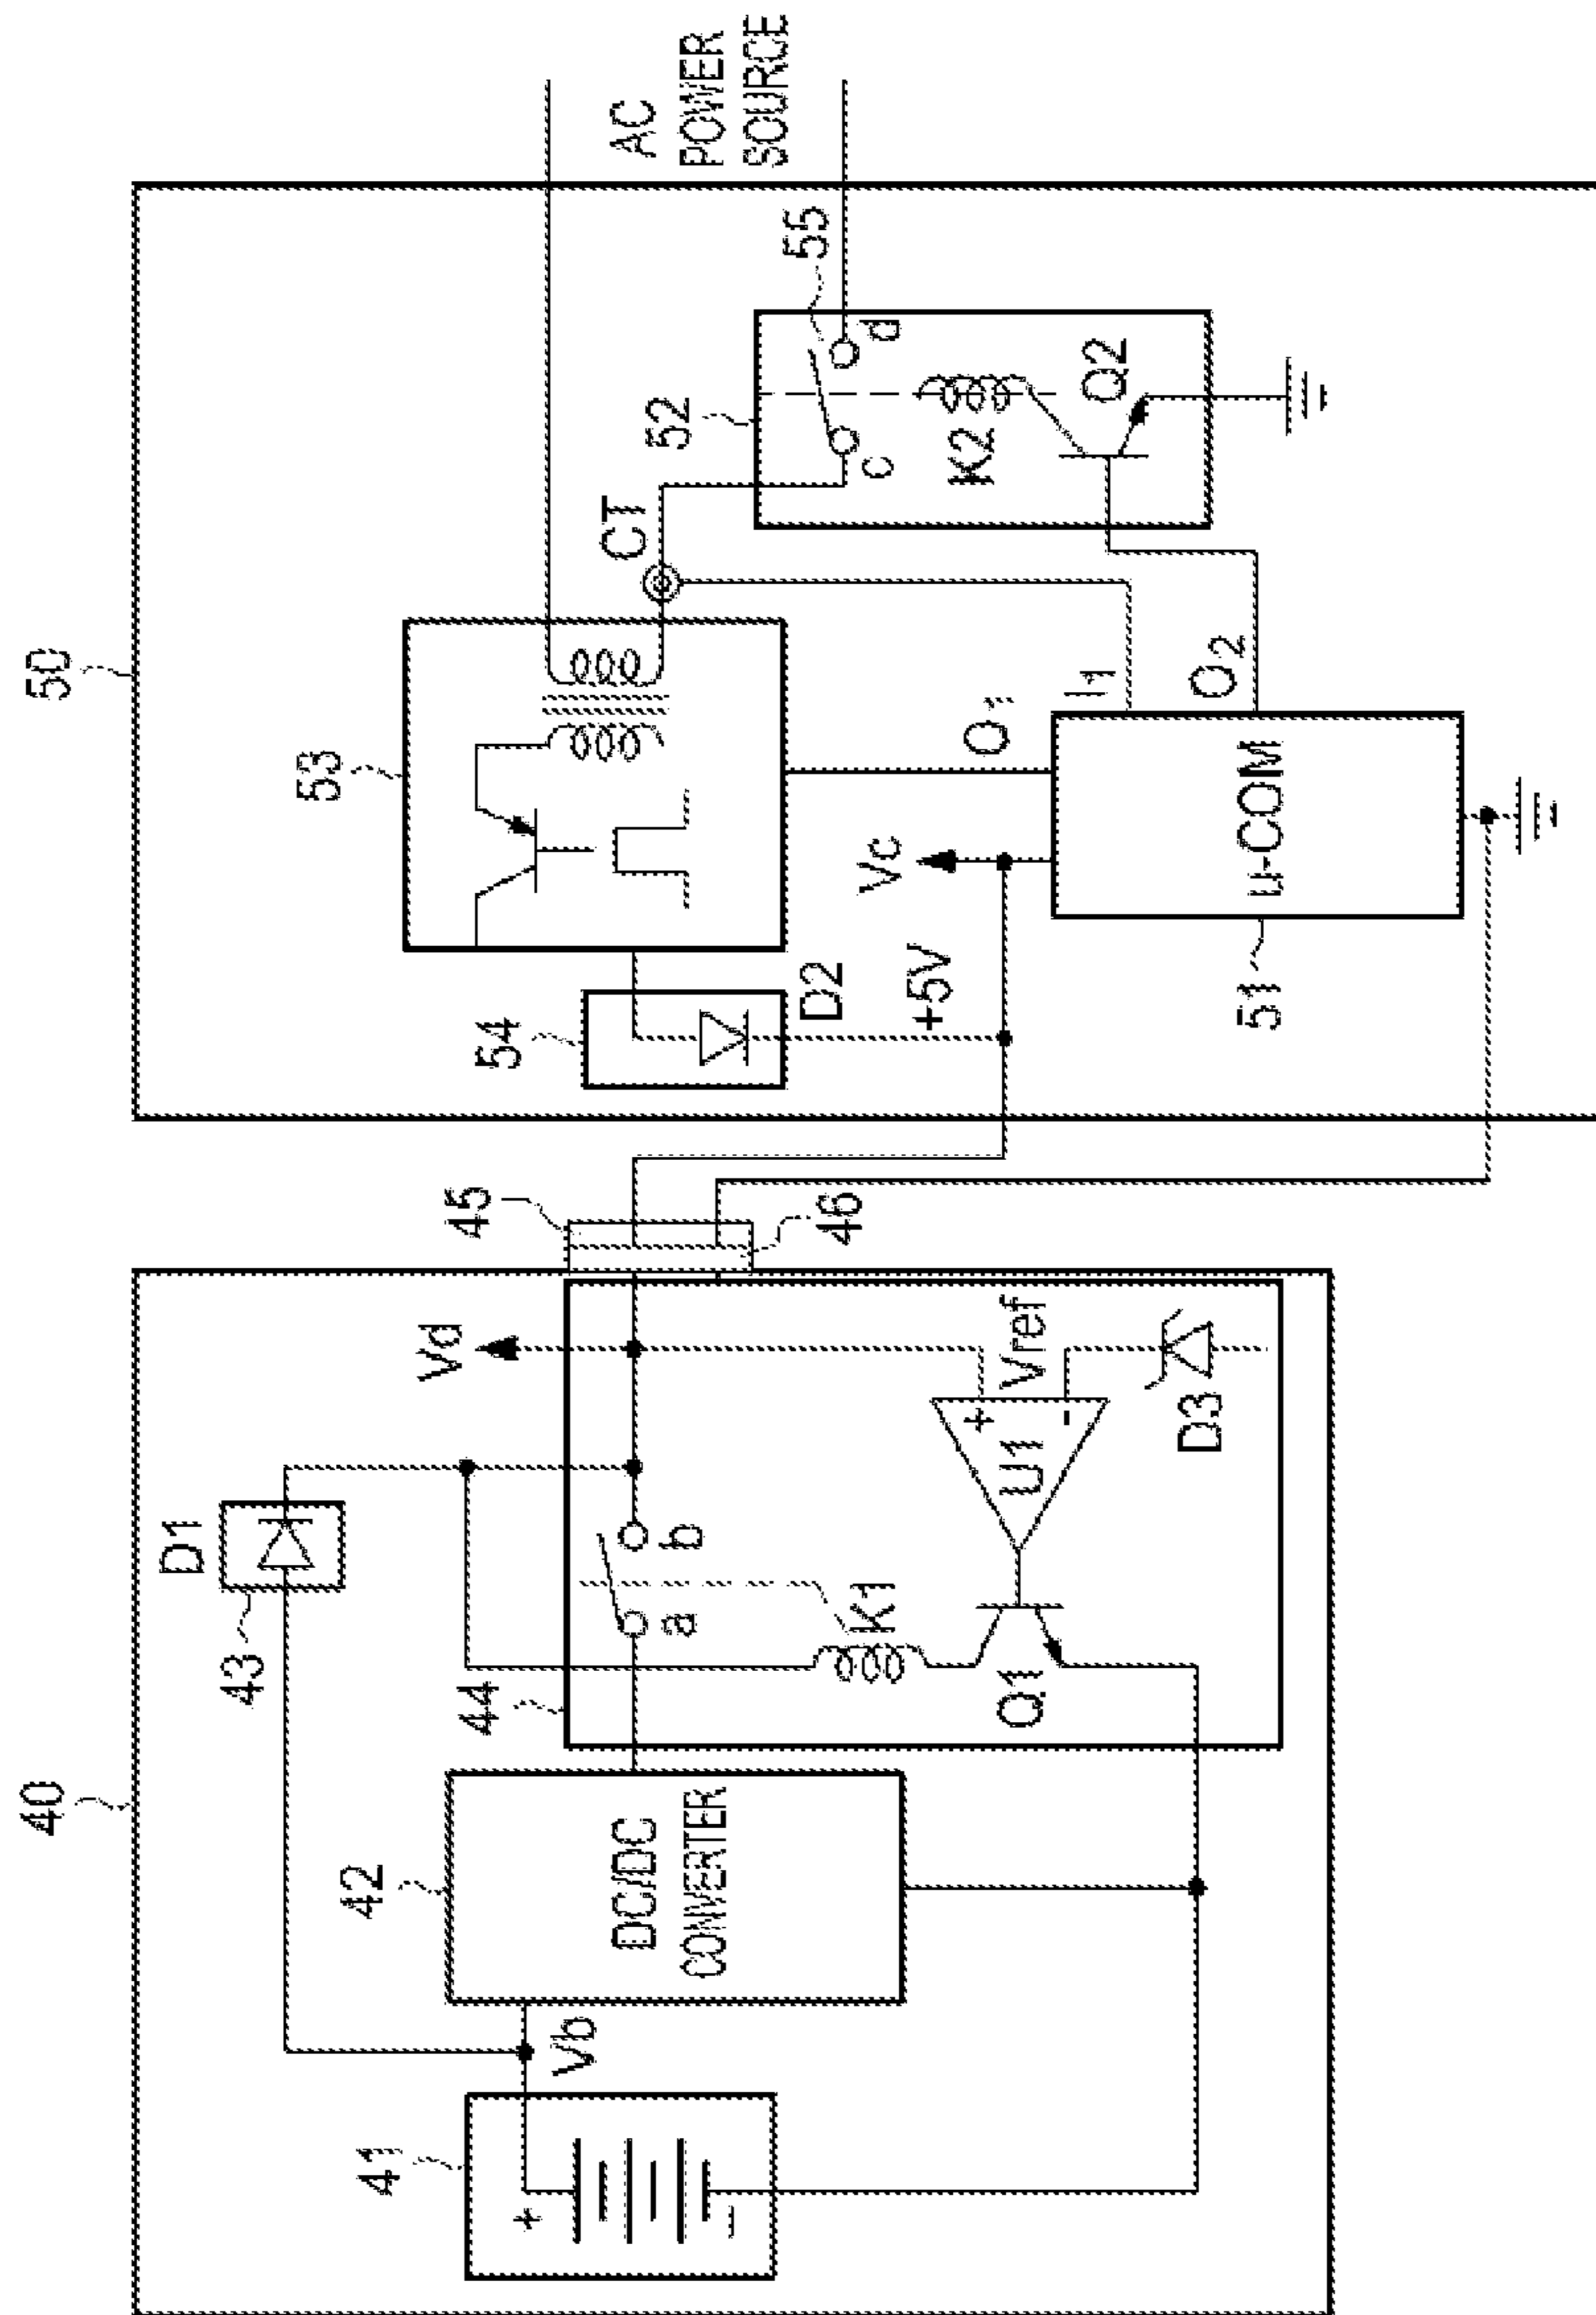 40
50
41
+
−
Vb
42
DC/DC
CONVERTER
43
D1
44
a
b
K1
Q1
U1
+
-
Vref
D3
Vd
45
46
54
D2
+5V
Vc
53
51
u-COM
O1
I1
O2
CT
52
c
d
55
K2
Q2
AC
POWER
SOURCE